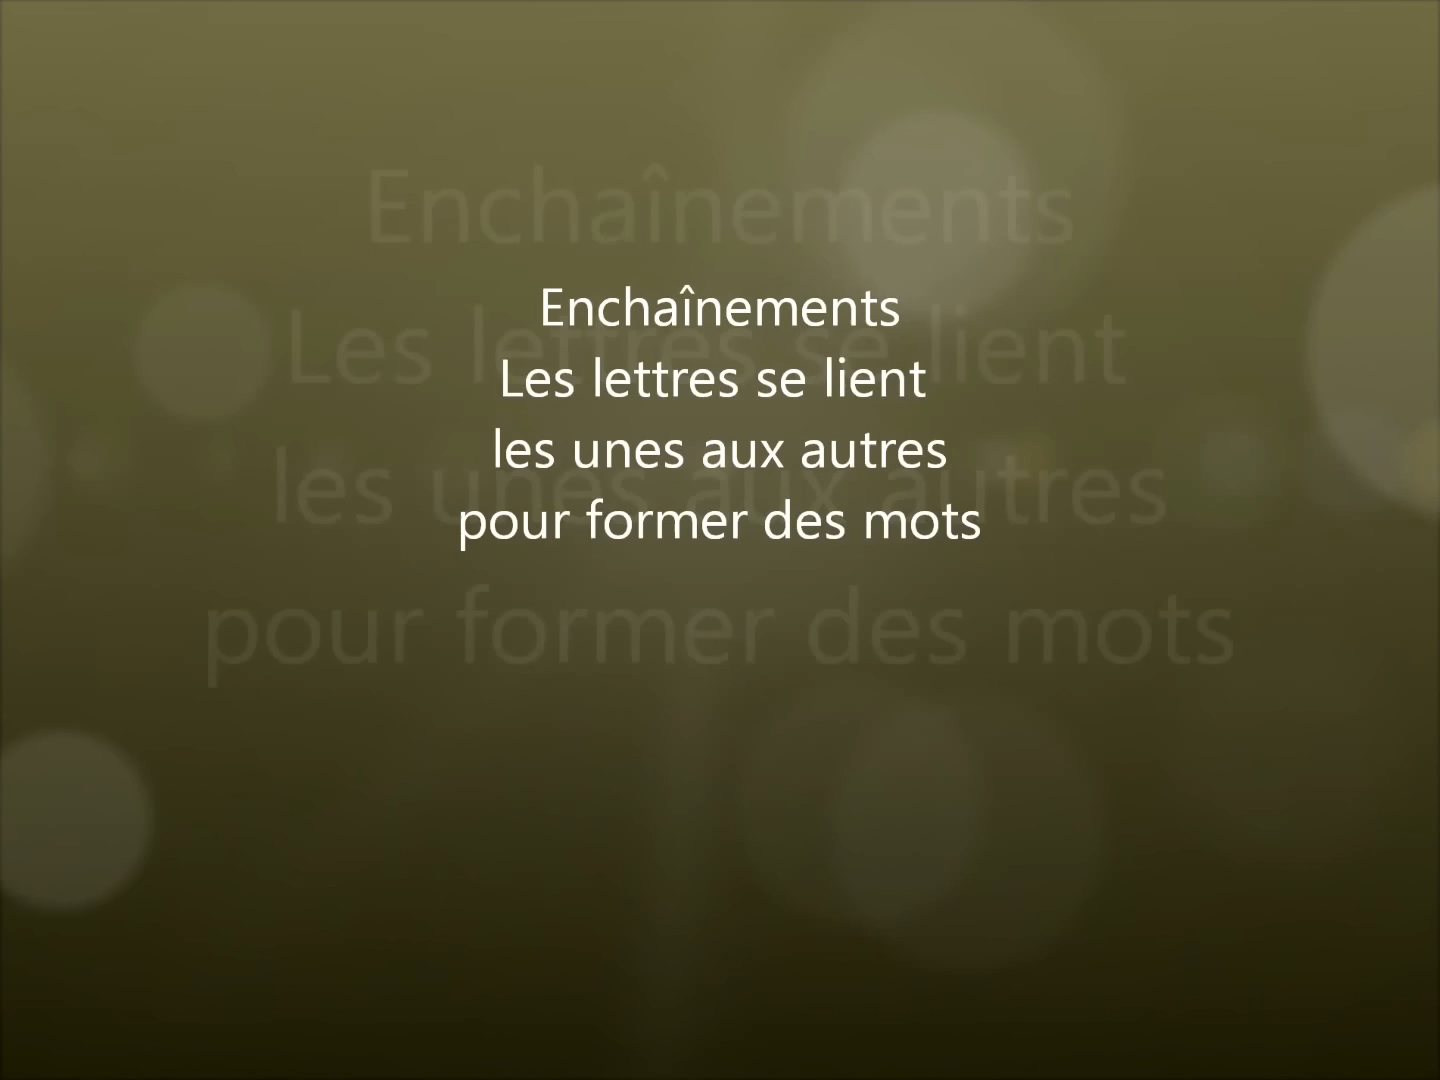 Enchaînements
Les lettres se lient
les unes aux autres
pour former des mots